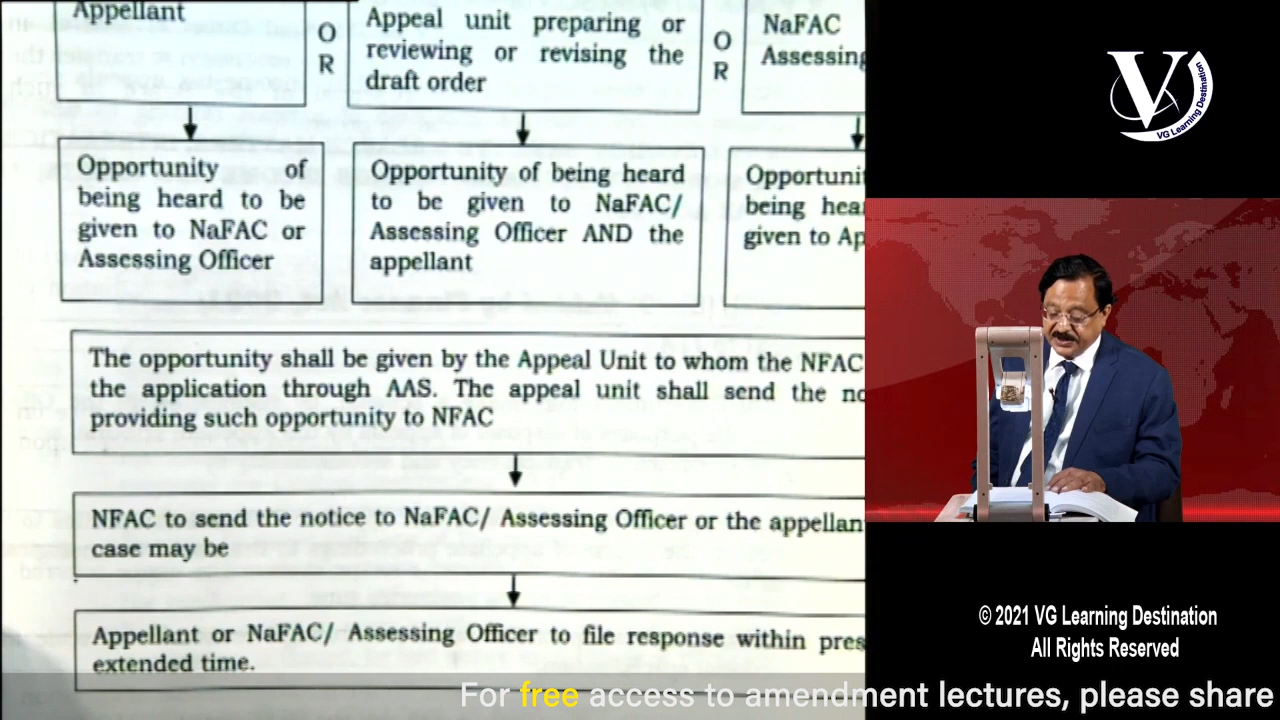 Appellant
O
R
Appeal unit preparing or
reviewing or revising the
draft order
O
R
NaFAC
Assessing
Opportunity of
being heard to be
given to NaFAC or
Assessing Officer
Opportunity of being heard
to be given to NaFAC/
Assessing Officer AND the
appellant
Opportunit
being hear
given to Ap
The opportunity shall be given by the Appeal Unit to whom the NFAC
the application through AAS. The appeal unit shall send the no
providing such opportunity to NFAC
NFAC to send the notice to NaFAC/ Assessing Officer or the appellan
case may be
Appellant or NaFAC/ Assessing Officer to file response within pres
extended time.
V
VG Learning Destination
© 2021 VG Learning Destination
All Rights Reserved
For free access to amendment lectures, please share